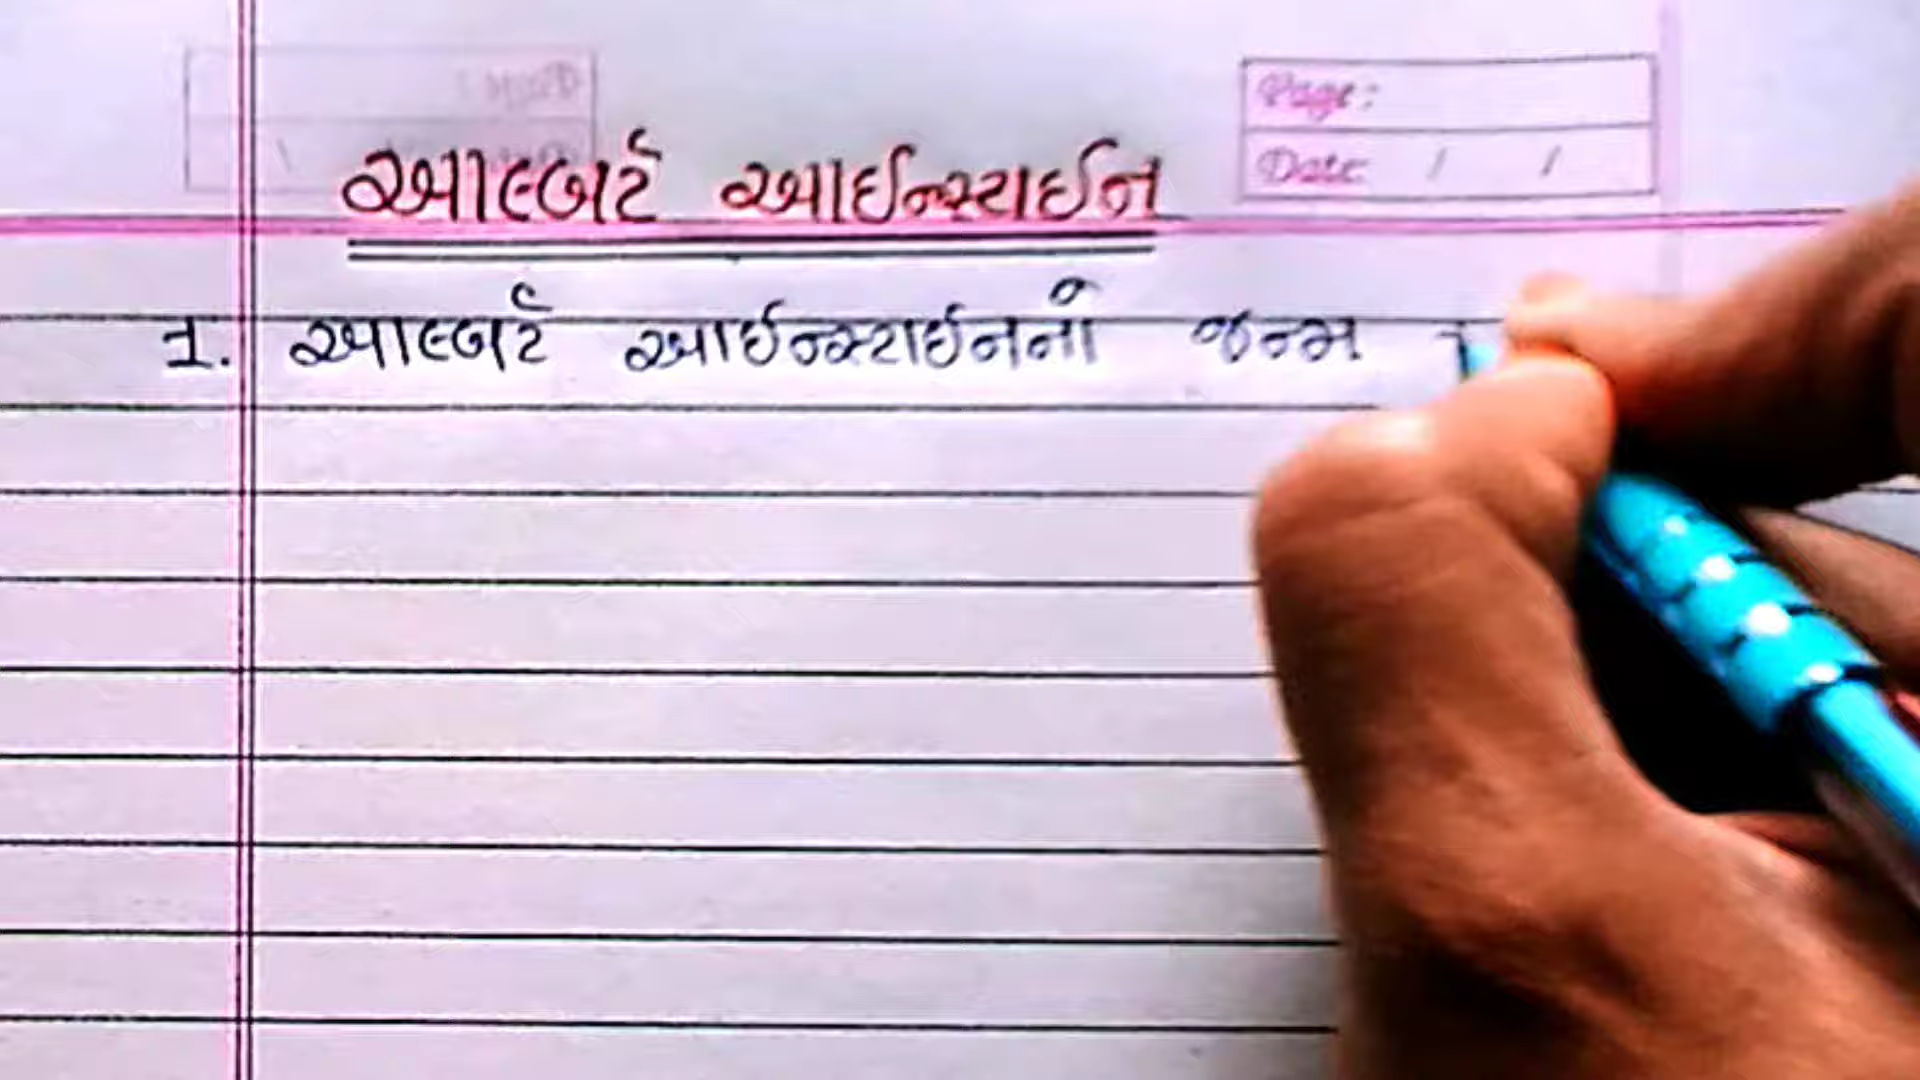 Page:
Date / /
આલ્બર્ટ આઈન્સ્ટાઈન
1. આલ્બર્ટ આઈન્સ્ટાઈનનો જન્મ